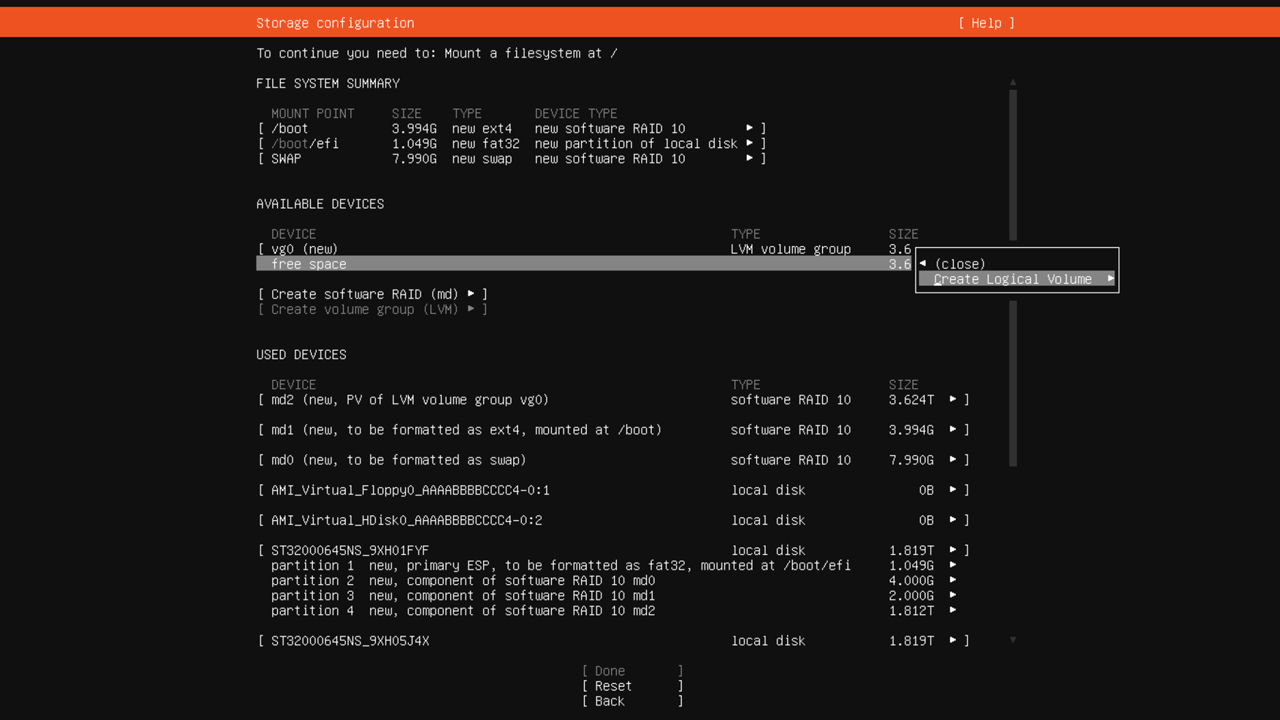 Storage configuration [ Help ]
To continue you need to: Mount a filesystem at /
FILE SYSTEM SUMMARY
MOUNT POINT SIZE TYPE DEVICE TYPE
[ /boot 3.994G new ext4 new software RAID 10 ▸ ]
[ /boot/efi 1.049G new fat32 new partition of local disk ▸ ]
[ SWAP 7.990G new swap new software RAID 10 ▸ ]
AVAILABLE DEVICES
DEVICE TYPE SIZE
[ vg0 (new) LVM volume group 3.6
free space 3.6
◂ (close)
Create Logical Volume ▸
[ Create software RAID (md) ▸ ]
[ Create volume group (LVM) ▸ ]
USED DEVICES
DEVICE TYPE SIZE
[ md2 (new, PV of LVM volume group vg0) software RAID 10 3.624T ▸ ]
[ md1 (new, to be formatted as ext4, mounted at /boot) software RAID 10 3.994G ▸ ]
[ md0 (new, to be formatted as swap) software RAID 10 7.990G ▸ ]
[ AMI_Virtual_Floppy0_AAAABBBBCCCC4-0:1 local disk 0B ▸ ]
[ AMI_Virtual_HDisk0_AAAABBBBCCCC4-0:2 local disk 0B ▸ ]
[ ST32000645NS_9XH01FYF local disk 1.819T ▸ ]
partition 1 new, primary ESP, to be formatted as fat32, mounted at /boot/efi 1.049G ▸
partition 2 new, component of software RAID 10 md0 4.000G ▸
partition 3 new, component of software RAID 10 md1 2.000G ▸
partition 4 new, component of software RAID 10 md2 1.812T ▸
[ ST32000645NS_9XH05J4X local disk 1.819T ▸ ]
[ Done ]
[ Reset ]
[ Back ]